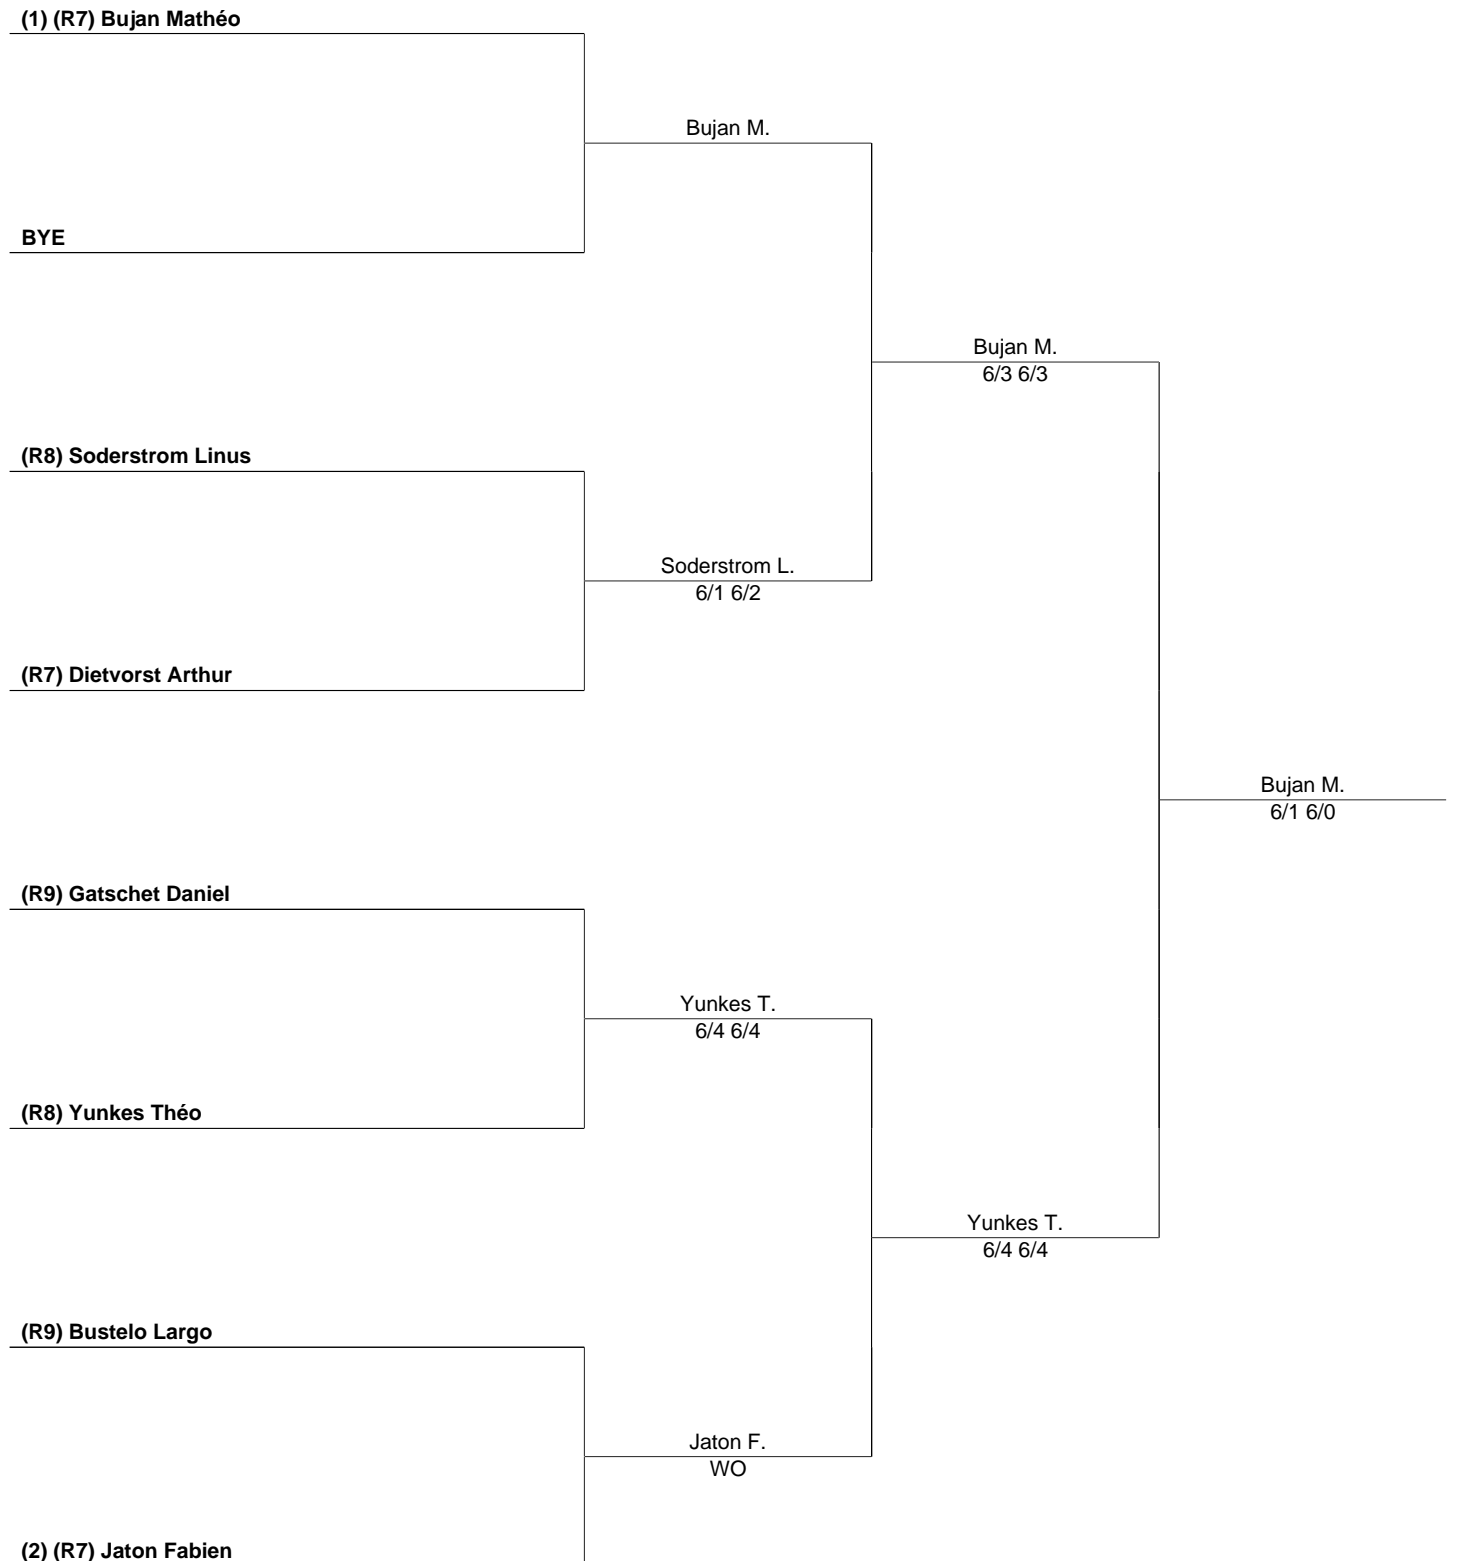 (1) (R7) Bujan Mathéo
Bujan M.
BYE
Bujan M.
6/3 6/3
(R8) Soderstrom Linus
Soderstrom L.
6/1 6/2
(R7) Dietvorst Arthur
Bujan M.
6/1 6/0
(R9) Gatschet Daniel
Yunkes T.
6/4 6/4
(R8) Yunkes Théo
Yunkes T.
6/4 6/4
(R9) Bustelo Largo
Jaton F.
WO
(2) (R7) Jaton Fabien